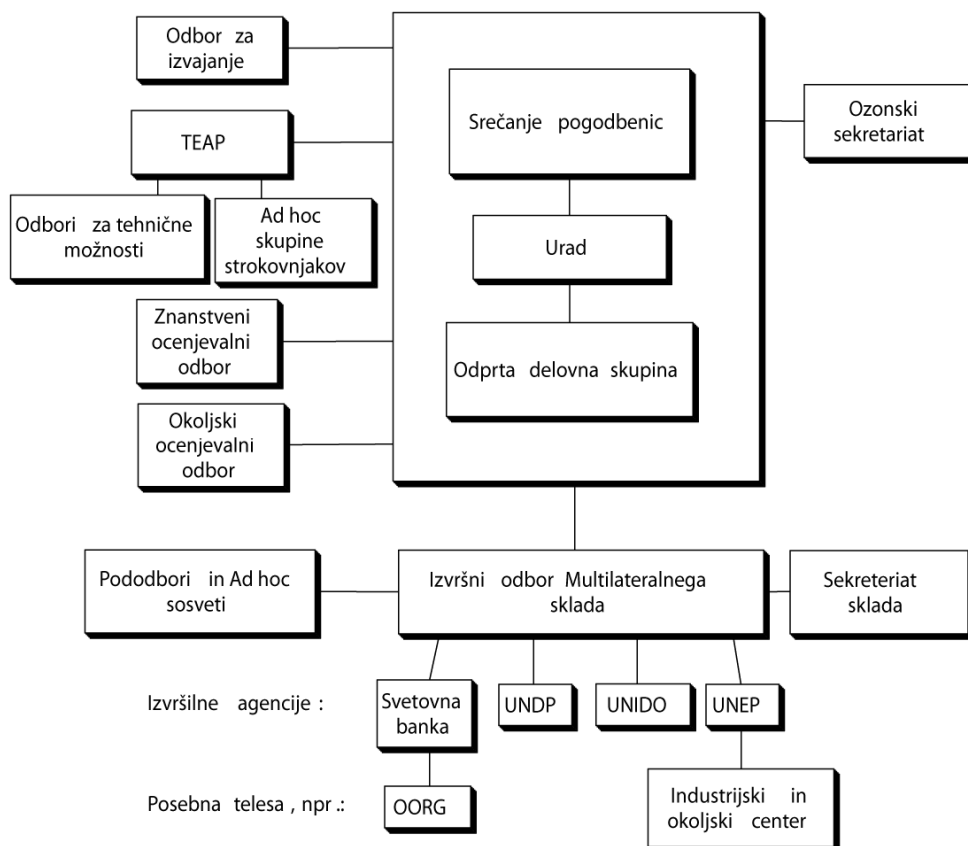 Odbor za
izvajanje
Srečanje pogodbenic
Ozonski
sekretariat
TEAP
Odbori za tehnične
možnosti
Ad hoc
skupine
strokovnjakov
Urad
Znanstveni
ocenjevalni
odbor
Odprta delovna skupina
Okoljski
ocenjevalni
odbor
Pododbori in Ad hoc
sosveti
Izvršni odbor Multilateralnega
sklada
Sekreteriat
sklada
Izvršilne agencije :
Svetovna
banka
UNDP
UNIDO
UNEP
Posebna telesa , npr .:
OORG
Industrijski in
okoljski center